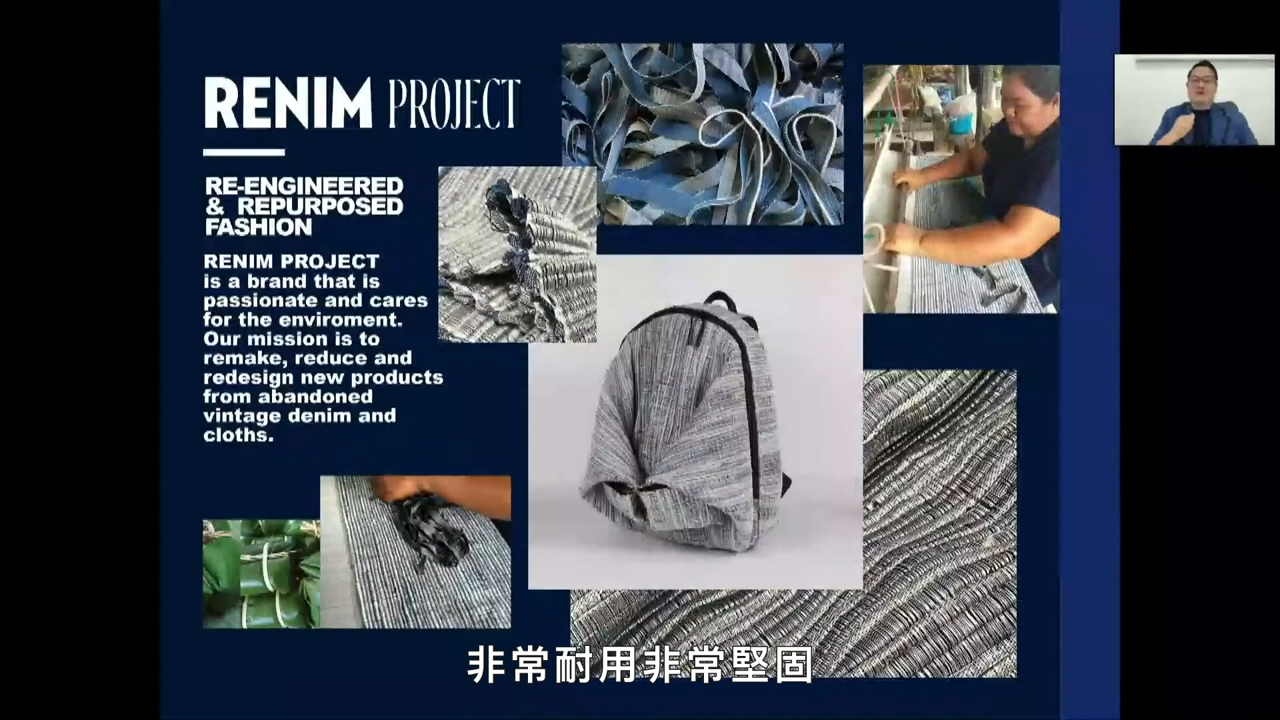 RENIM PROJECT
RE-ENGINEERED
& REPURPOSED
FASHION
RENIM PROJECT
is a brand that is
passionate and cares
for the enviroment.
Our mission is to
remake, reduce and
redesign new products
from abandoned
vintage denim and
cloths.
非常耐用非常堅固